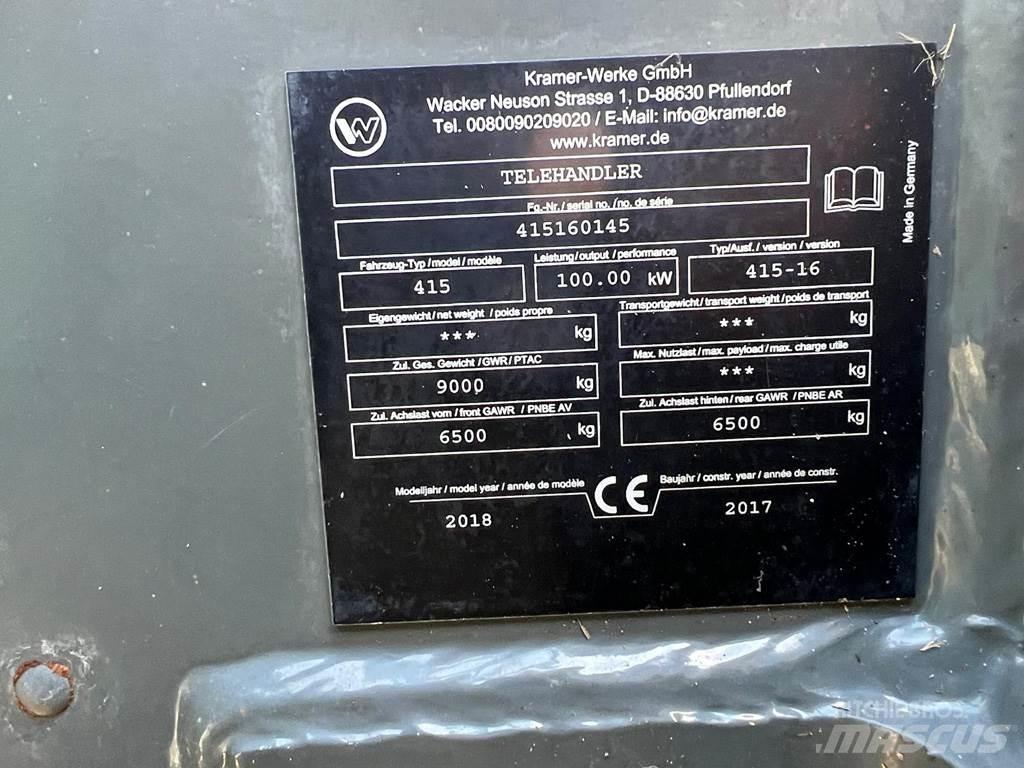 Kramer-Werke GmbH
Wacker Neuson Strasse 1, D-88630 Pfullendorf
Tel. 0080090209020 / E-Mail: info@kramer.de
www.kramer.de
W
TELEHANDLER
Made in Germany
Fg.-Nr. / serial no. / no. de série
415160145
Fahrzeug-Typ / model / modèle
415
Leistung / output / performance
100.00 kW
Typ/Ausf. / version / version
415-16
Eigengewicht / net weight / poids propre
*** kg
Transportgewicht / transport weight / poids de transport
*** kg
Zul. Ges. Gewicht / GWR / PTAC
9000 kg
Max. Nutzlast / max. payload / max. charge utile
*** kg
Zul. Achslast vorn / front GAWR / PNBE AV
6500 kg
Zul. Achslast hinten / rear GAWR / PNBE AR
6500 kg
Modelljahr / model year / année de modèle
2018
CE
Baujahr / constr. year / année de constr.
2017
RITCHIE BROS.
MASCUS